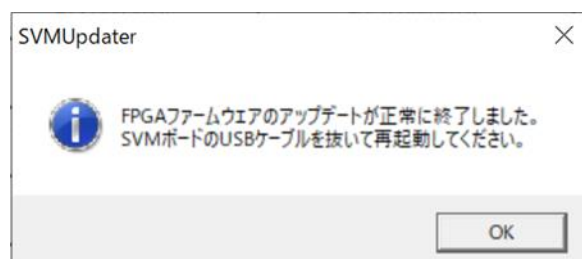 SVMUpdater
FPGAファームウェアのアップデートが正常に終了しました。
SVMボードのUSBケーブルを抜いて再起動してください。
OK